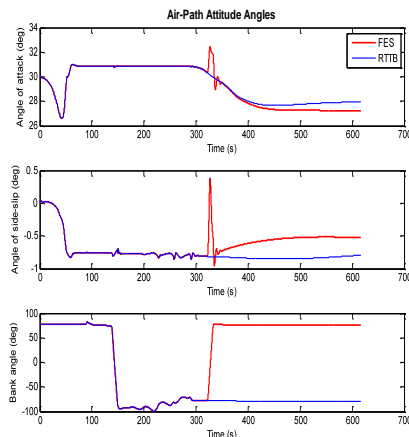 Air-Path Attitude Angles
FES
RTTB
Angle of attack (deg)
34
32
30
28
26
0 100 200 300 400 500 600 700
Time (s)
Angle of side-slip (deg)
0.5
0
-0.5
-1
0 100 200 300 400 500 600 700
Time (s)
Bank angle (deg)
100
50
0
-50
-100
0 100 200 300 400 500 600 700
Time (s)